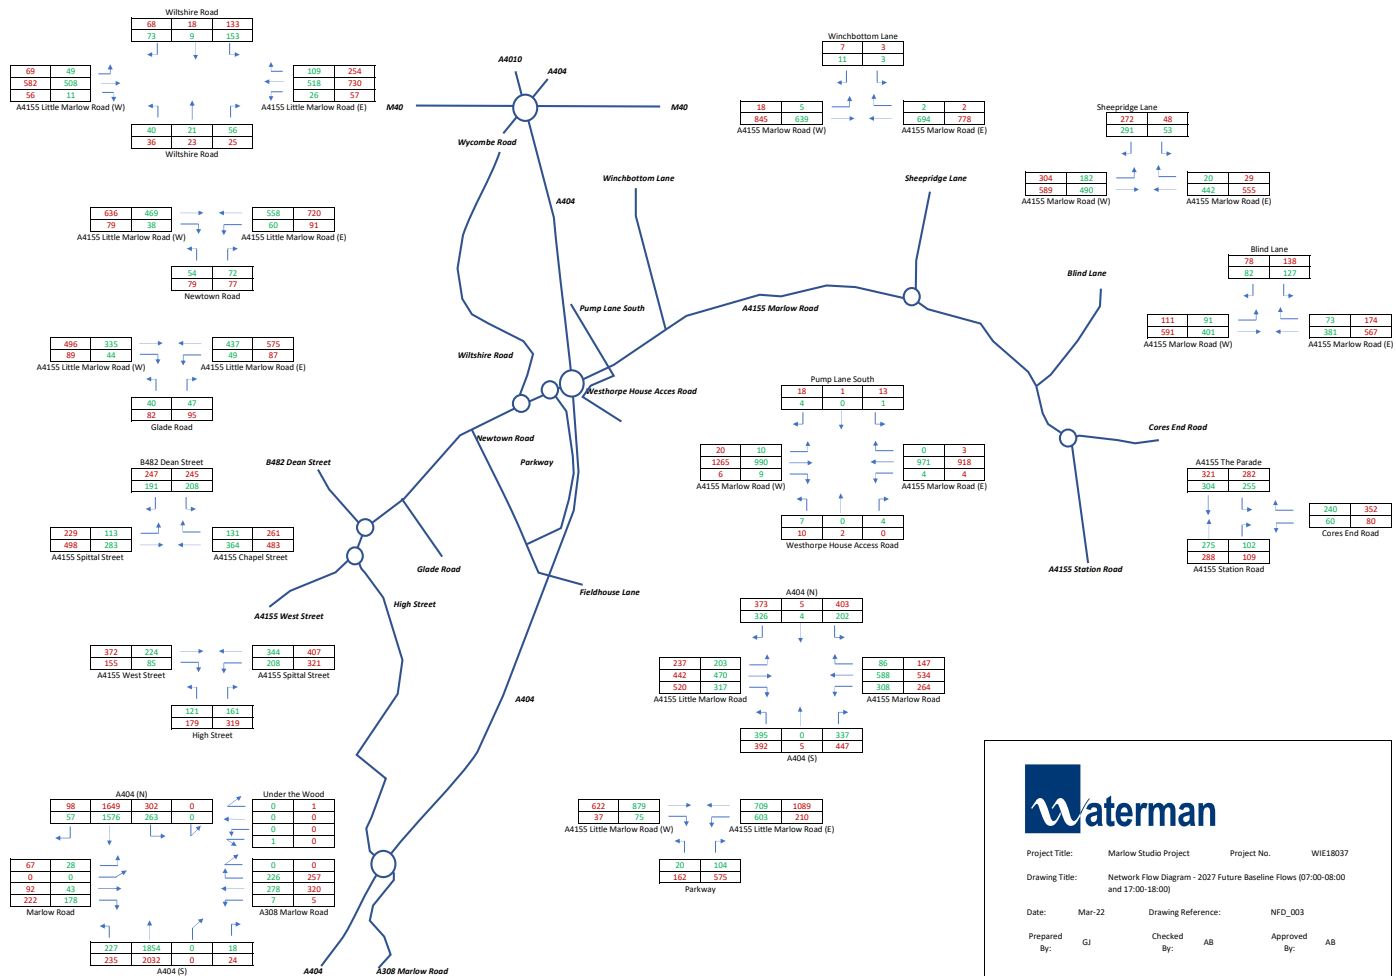 Wiltshire Road
68 18 133
73 9 153
69 49
582 508
56 11
A4155 Little Marlow Road (W)
109 254
518 730
26 57
A4155 Little Marlow Road (E)
40 21 56
36 23 25
Wiltshire Road
636 469
79 38
A4155 Little Marlow Road (W)
558 720
60 91
A4155 Little Marlow Road (E)
54 72
79 77
Newtown Road
496 335
89 44
A4155 Little Marlow Road (W)
437 575
49 87
A4155 Little Marlow Road (E)
40 47
82 95
Glade Road
B482 Dean Street
247 245
191 208
229 113
498 283
A4155 Spittal Street
131 261
364 483
A4155 Chapel Street
372 224
155 85
A4155 West Street
344 407
208 321
A4155 Spittal Street
121 161
179 319
High Street
A404 (N)
98 1649 302 0
57 1576 263 0
Under the Wood
0 1
0 0
0 0
1 0
67 28
0 0
92 43
222 178
Marlow Road
0 0
226 257
278 320
7 5
A308 Marlow Road
227 1854 0 18
235 2032 0 24
A404 (S)
A4010
A404
M40
M40
Wycombe Road
A404
Winchbottom Lane
Sheepridge Lane
Blind Lane
Pump Lane South
A4155 Marlow Road
Wiltshire Road
Westhorpe House Acces Road
Newtown Road
Parkway
B482 Dean Street
Cores End Road
Glade Road
Fieldhouse Lane
A4155 Station Road
A4155 West Street
High Street
A404
A404
A308 Marlow Road
Winchbottom Lane
7 3
11 3
18 5
845 639
A4155 Marlow Road (W)
2 2
694 778
A4155 Marlow Road (E)
Sheepridge Lane
272 48
291 53
304 182
589 490
A4155 Marlow Road (W)
20 29
442 555
A4155 Marlow Road (E)
Blind Lane
78 138
82 127
111 91
591 401
A4155 Marlow Road (W)
73 174
381 567
A4155 Marlow Road (E)
Pump Lane South
18 1 13
4 0 1
20 10
1265 990
6 9
A4155 Marlow Road (W)
0 3
971 918
4 4
A4155 Marlow Road (E)
7 0 4
10 2 0
Westhorpe House Access Road
A4155 The Parade
321 282
304 255
240 352
60 80
Cores End Road
275 102
288 109
A4155 Station Road
A404 (N)
373 5 403
326 4 202
237 203
442 470
520 317
A4155 Little Marlow Road
86 147
588 534
308 264
A4155 Marlow Road
395 0 337
392 5 447
A404 (S)
622 879
37 75
A4155 Little Marlow Road (W)
709 1089
603 210
A4155 Little Marlow Road (E)
20 104
162 575
Parkway
Waterman
Project Title: Marlow Studio Project Project No. WIE18037
Drawing Title: Network Flow Diagram - 2027 Future Baseline Flows (07:00-08:00
and 17:00-18:00)
Date: Mar-22 Drawing Reference: NFD_003
Prepared By: GJ Checked By: AB Approved By: AB